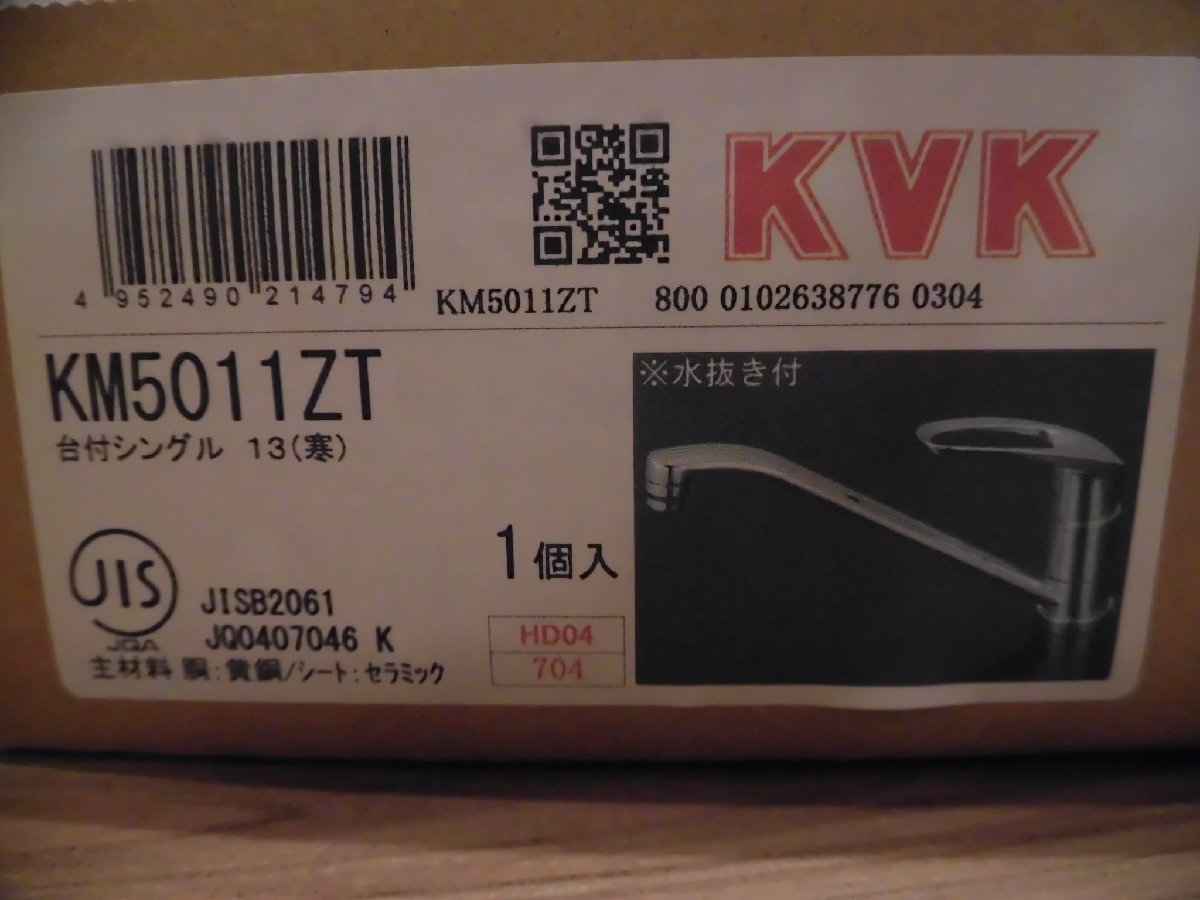 KVK
4 952490 214794
KM5011ZT 800 0102638776 0304
KM5011ZT
台付シングル 13(寒)
※水抜き付
1個入
JIS
JQA
JISB2061
JQ0407046 K
主材料 胴:黄銅/シート:セラミック
HD04
704